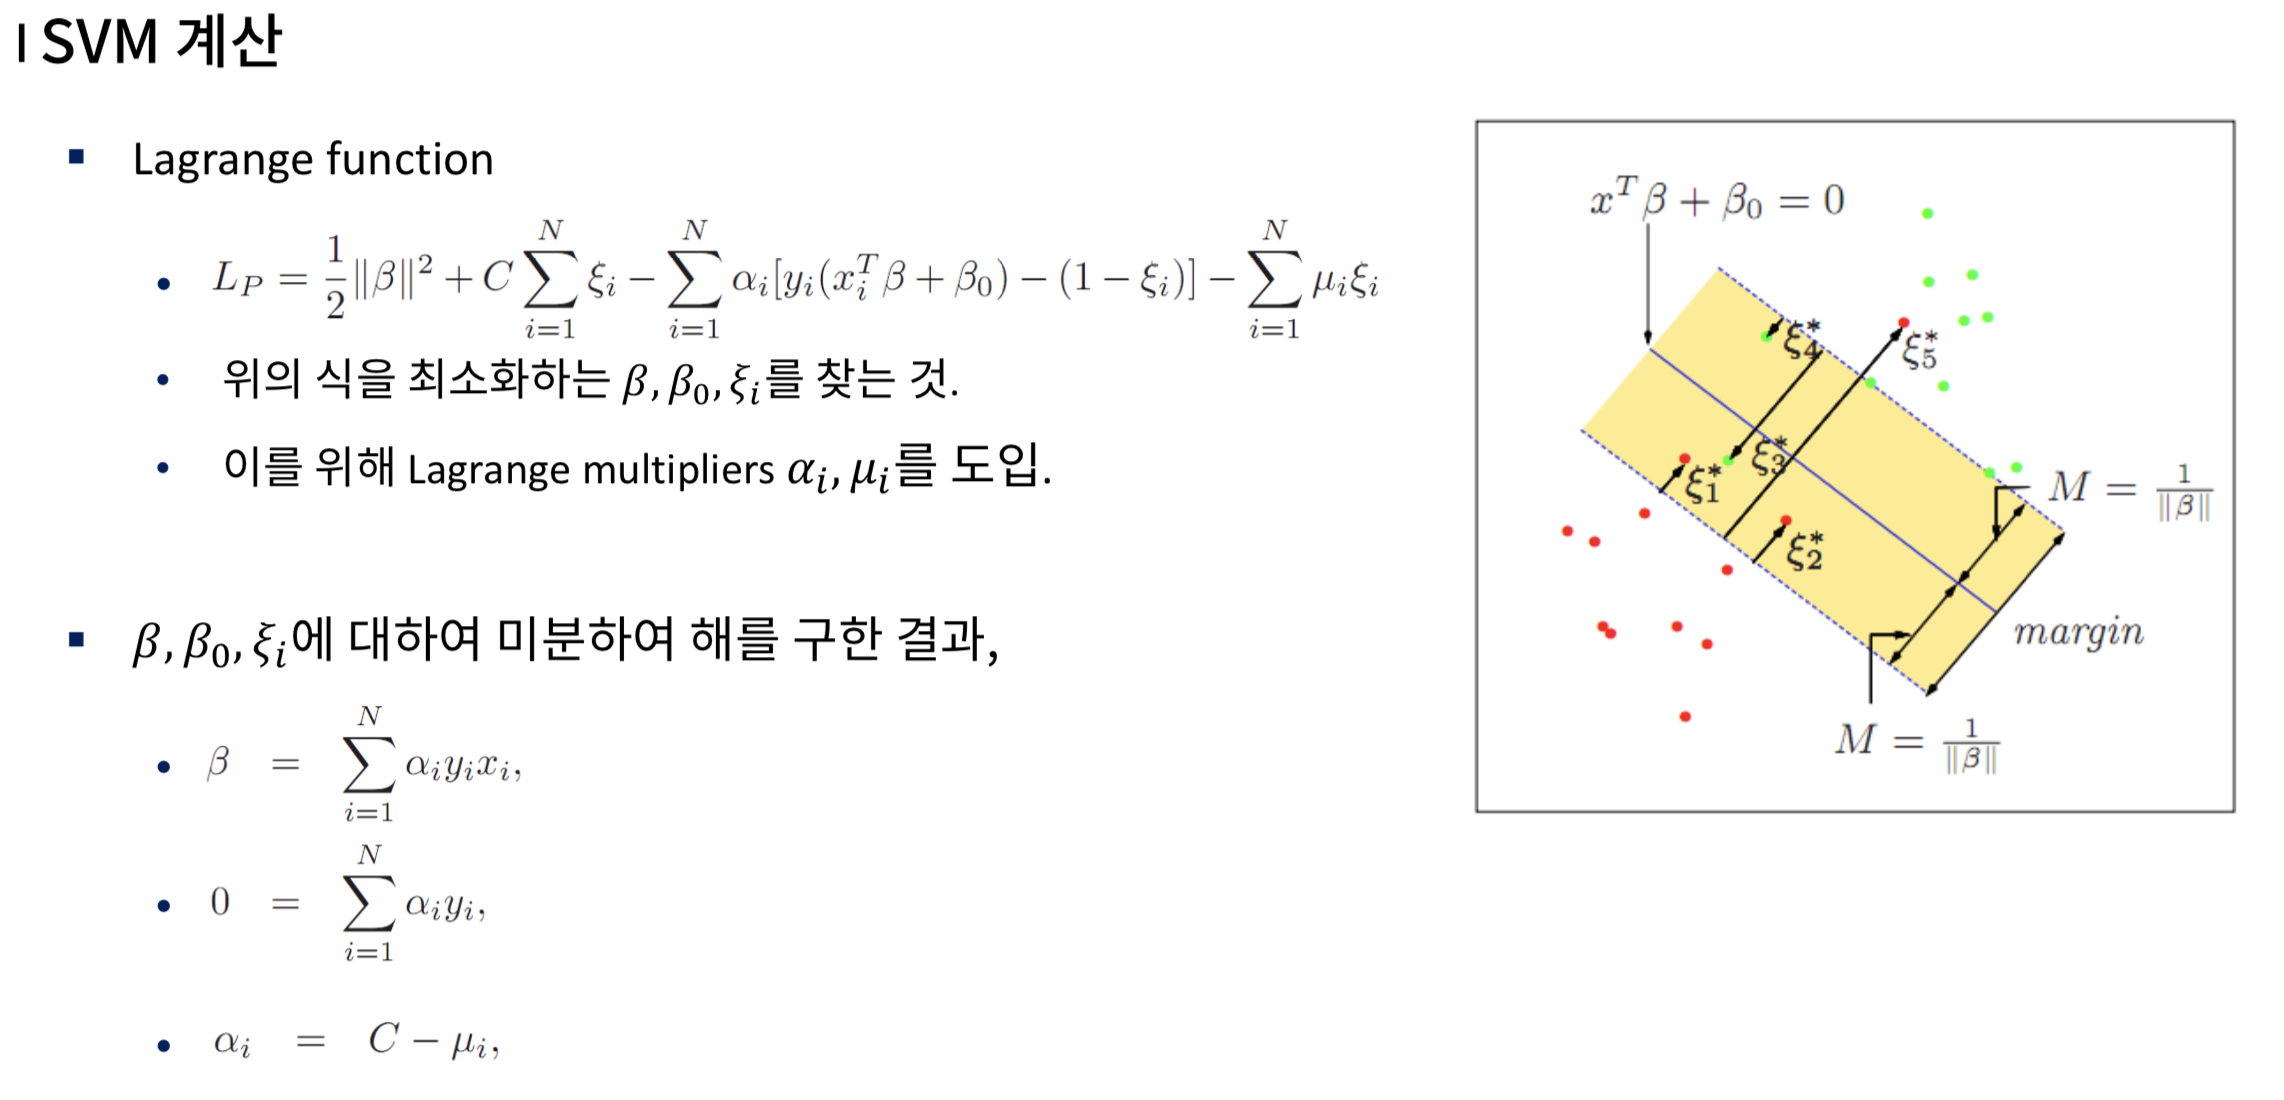 I SVM 계산
▪ Lagrange function
• $L_P = \frac{1}{2}\|\beta\|^2 + C\sum_{i=1}^{N}\xi_i - \sum_{i=1}^{N}\alpha_i[y_i(x_i^T\beta + \beta_0) - (1 - \xi_i)] - \sum_{i=1}^{N}\mu_i\xi_i$
• 위의 식을 최소화하는 $\beta, \beta_0, \xi_i$를 찾는 것.
• 이를 위해 Lagrange multipliers $\alpha_i, \mu_i$를 도입.
▪ $\beta, \beta_0, \xi_i$에 대하여 미분하여 해를 구한 결과,
• $\beta = \sum_{i=1}^{N}\alpha_i y_i x_i,$
• $0 = \sum_{i=1}^{N}\alpha_i y_i,$
• $\alpha_i = C - \mu_i,$
$x^T\beta + \beta_0 = 0$
$\xi_4^*$
$\xi_5^*$
$\xi_3^*$
$\xi_1^*$
$\xi_2^*$
$M = \frac{1}{\|\beta\|}$
margin
$M = \frac{1}{\|\beta\|}$